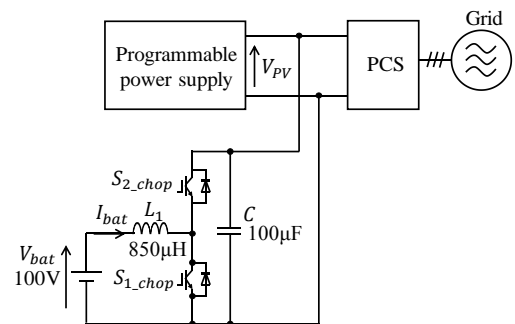 Grid
Programmable
power supply
V_PV
PCS
S_2_chop
I_bat
L_1
850μH
C
100μF
V_bat
100V
S_1_chop